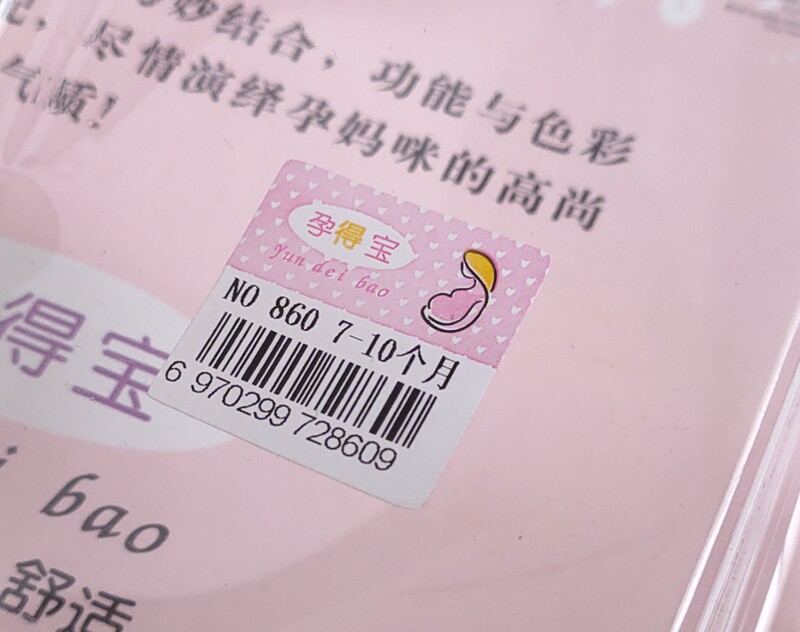 妙结合，功能与色彩
尽情演绎孕妈咪的高尚
气质！
孕得宝
Yun dei bao
NO 860 7-10个月
6 970299 728609
得宝
i bao
舒适